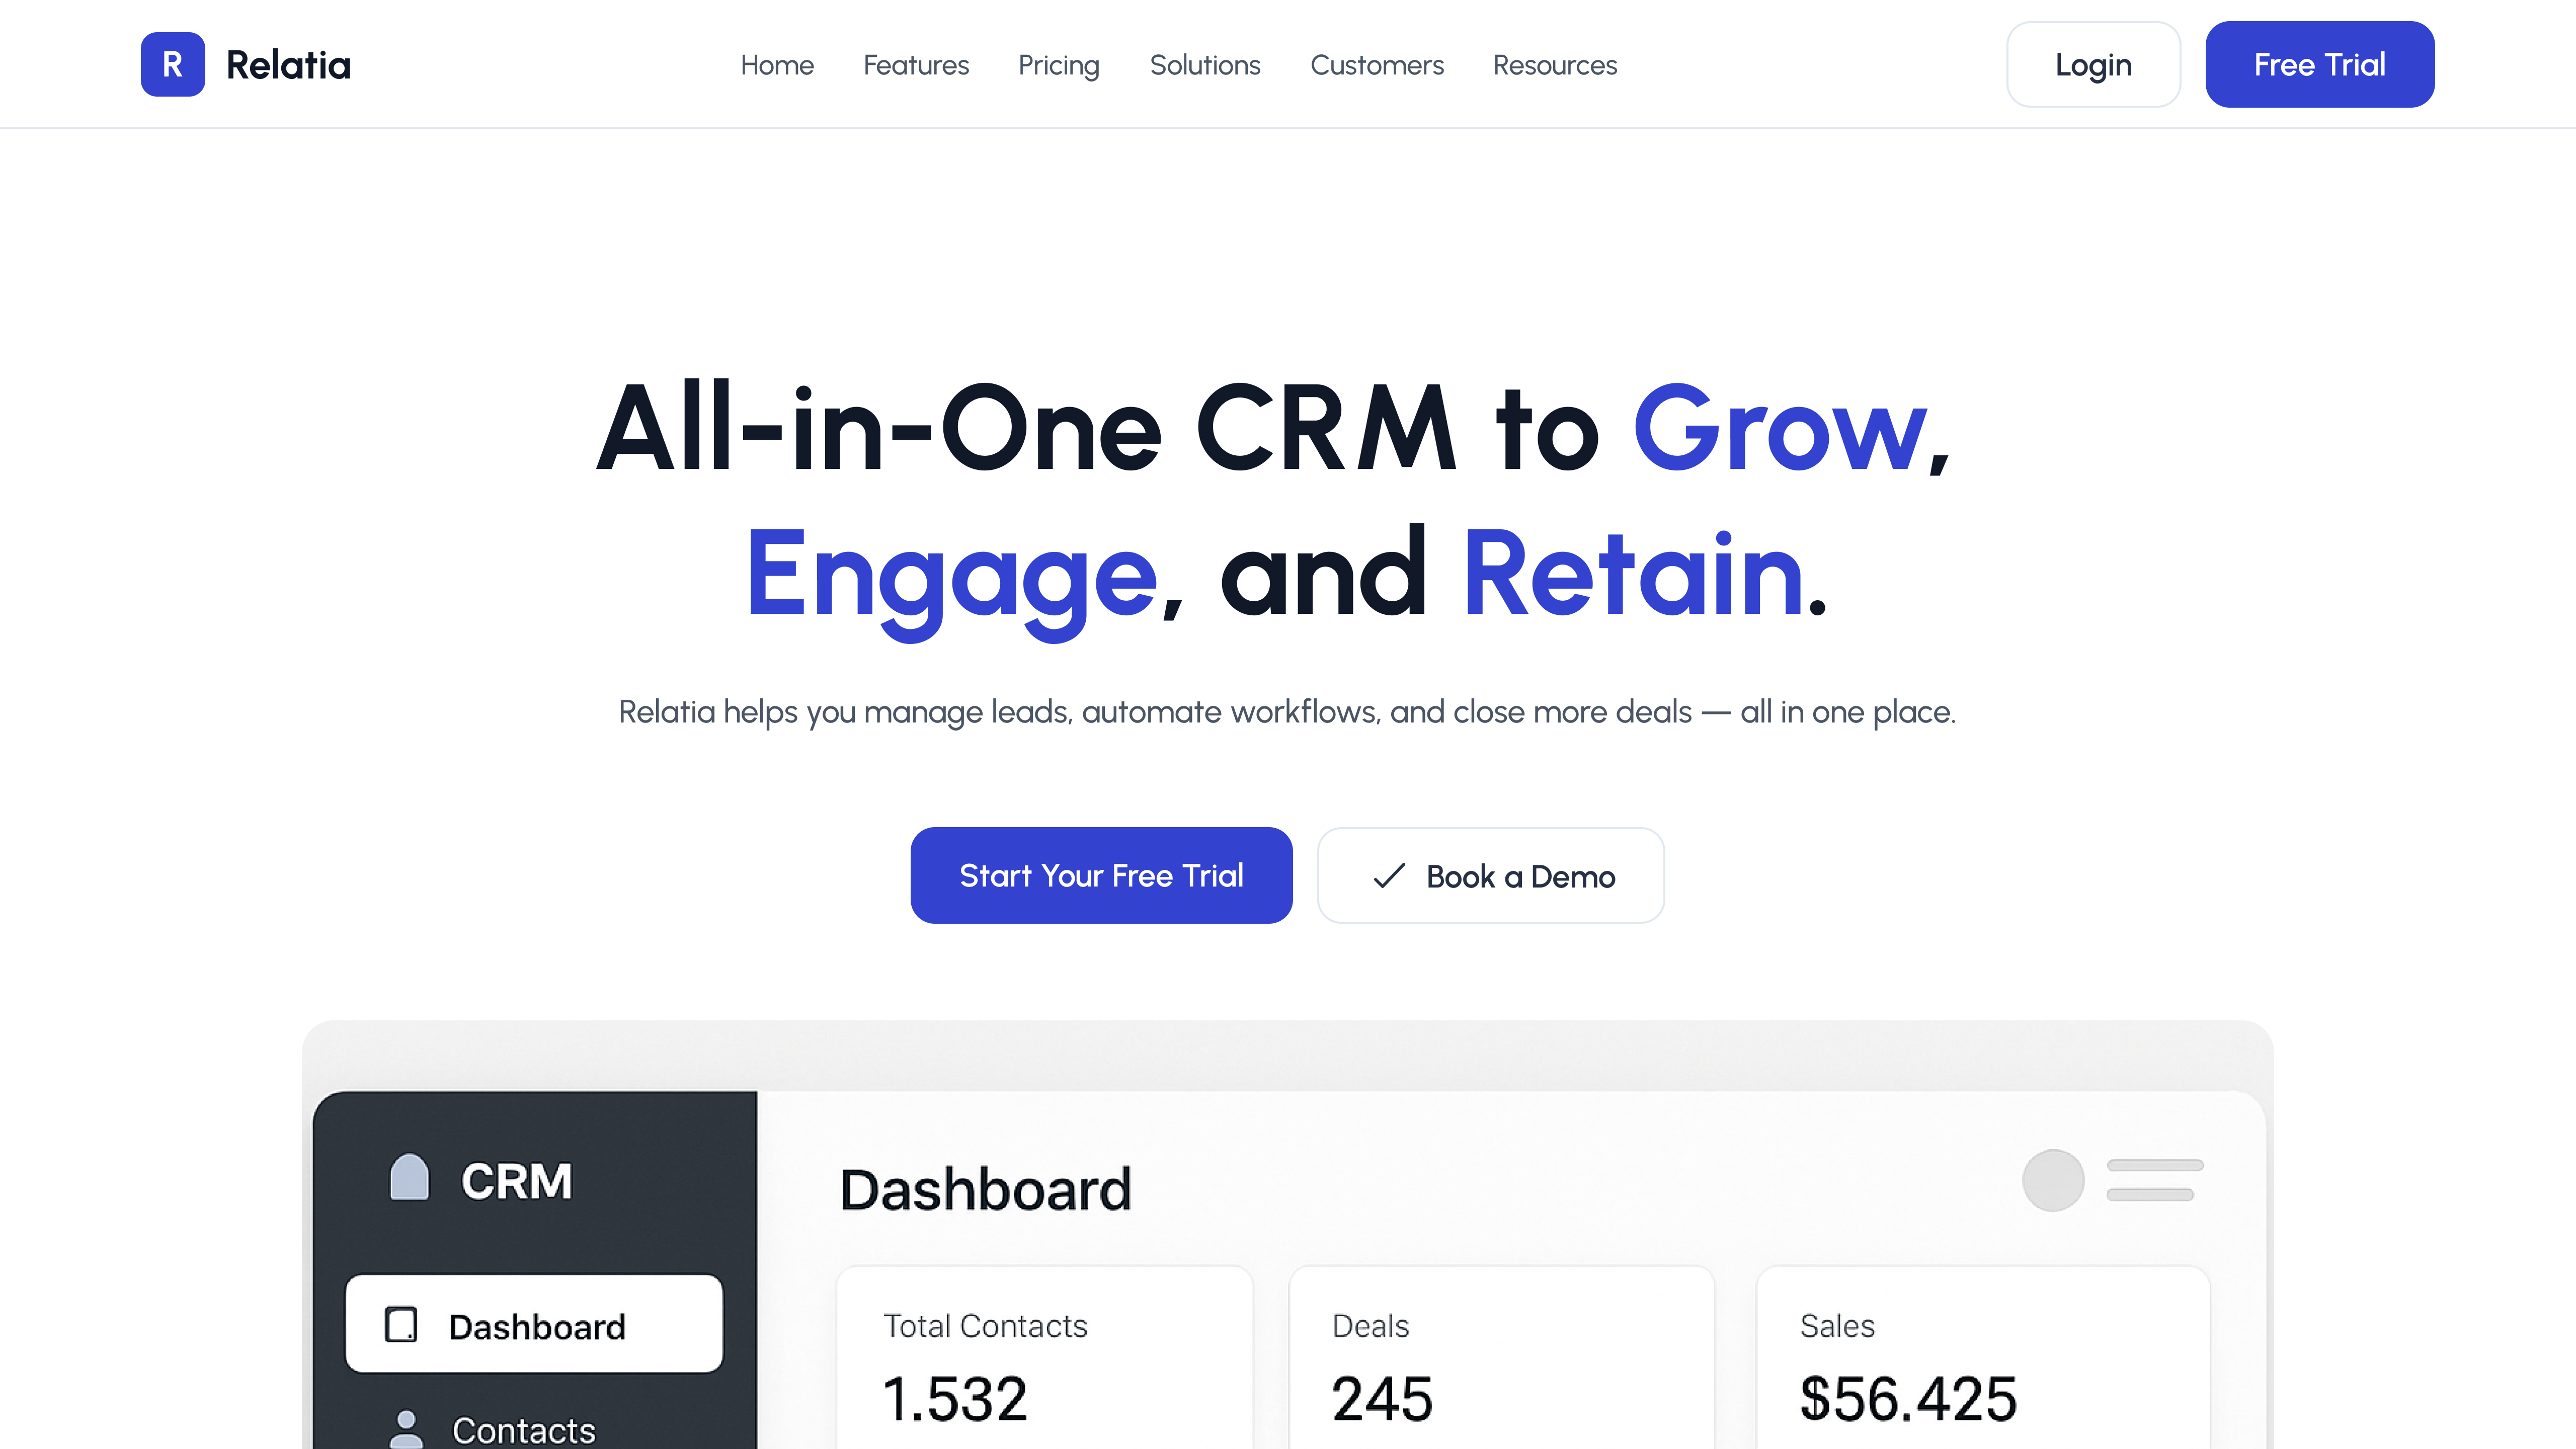 R Relatia Home Features Pricing Solutions Customers Resources Login Free Trial
All-in-One CRM to Grow,
Engage, and Retain.
Relatia helps you manage leads, automate workflows, and close more deals — all in one place.
Start Your Free Trial Book a Demo
CRM
Dashboard
Contacts
Dashboard
Total Contacts
1.532
Deals
245
Sales
$56.425